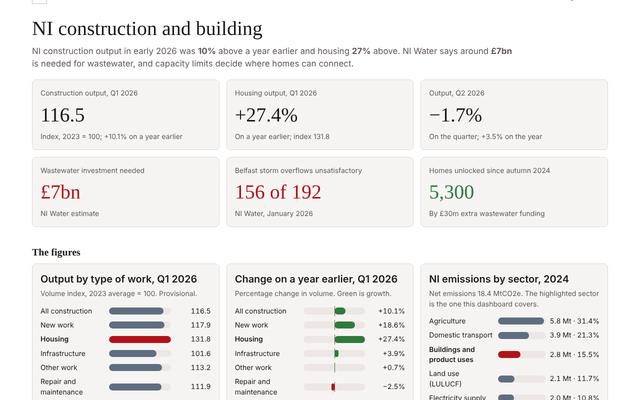 NI construction and building
NI construction output in early 2026 was 10% above a year earlier and housing 27% above. NI Water says around £7bn
is needed for wastewater, and capacity limits decide where homes can connect.
Construction output, Q1 2026
116.5
Index, 2023 = 100; +10.1% on a year earlier
Housing output, Q1 2026
+27.4%
On a year earlier; index 131.8
Output, Q2 2026
−1.7%
On the quarter; +3.5% on the year
Wastewater investment needed
£7bn
NI Water estimate
Belfast storm overflows unsatisfactory
156 of 192
NI Water, January 2026
Homes unlocked since autumn 2024
5,300
By £30m extra wastewater funding
The figures
Output by type of work, Q1 2026
Volume index, 2023 average = 100. Provisional.
All construction 116.5
New work 117.9
Housing 131.8
Infrastructure 101.6
Other work 113.2
Repair and
maintenance 111.9
Change on a year earlier, Q1 2026
Percentage change in volume. Green is growth.
All construction +10.1%
New work +18.6%
Housing +27.4%
Infrastructure +3.9%
Other work +0.7%
Repair and
maintenance −2.5%
NI emissions by sector, 2024
Net emissions 18.4 MtCO2e. The highlighted sector
is the one this dashboard covers.
Agriculture 5.8 Mt · 31.4%
Domestic transport 3.9 Mt · 21.3%
Buildings and
product uses 2.8 Mt · 15.5%
Land use
(LULUCF) 2.1 Mt · 11.7%
Electricity supply 2.0 Mt · 10.8%